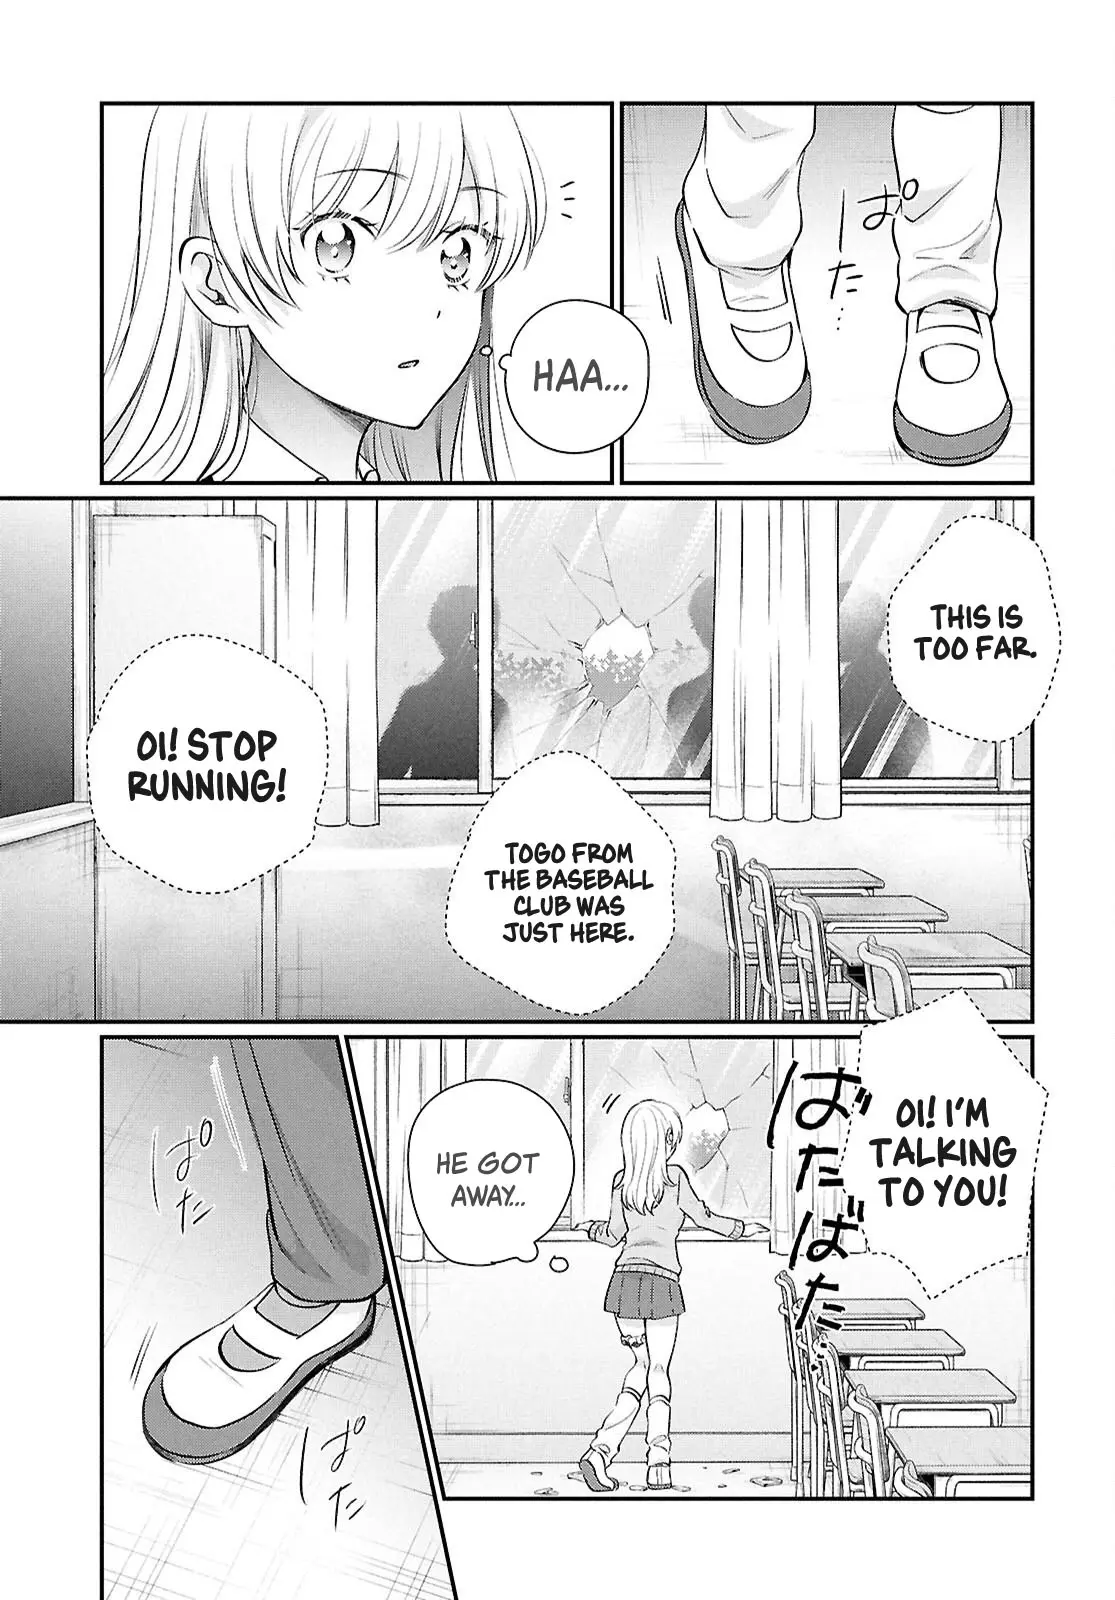 ぱ
た
HAA...
THIS IS
TOO FAR.
TOGO FROM
THE BASEBALL
CLUB WAS
JUST HERE.
OI! STOP
RUNNING!
OI! I'M
TALKING
TO YOU!
ばたばた
HE GOT
AWAY...
ぱた
ぱた